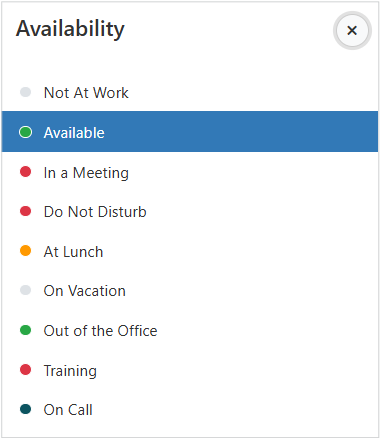 Availability
Not At Work
Available
In a Meeting
Do Not Disturb
At Lunch
On Vacation
Out of the Office
Training
On Call